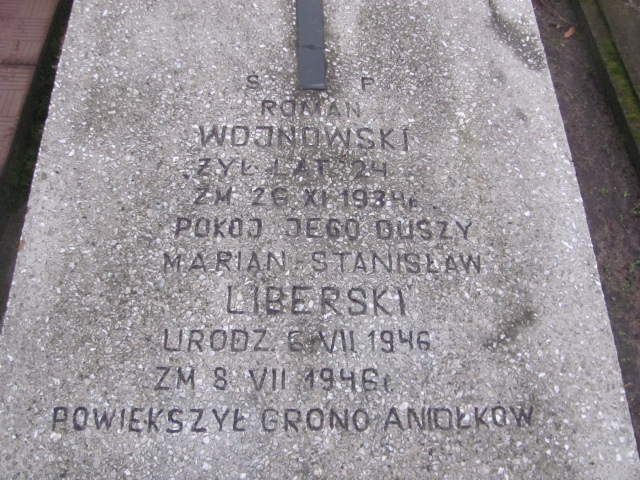 S P
ROMAN
WOJNOWSKI
ŻYŁ LAT 24
ZM 26 XI 1934 r.
POKÓJ JEGO DUSZY
MARIAN-STANISŁAW
LIBERSKI
URODZ. 6 VII 1946
ZM 8 VII 1946 r.
POWIĘKSZYŁ GRONO ANIOŁKÓW